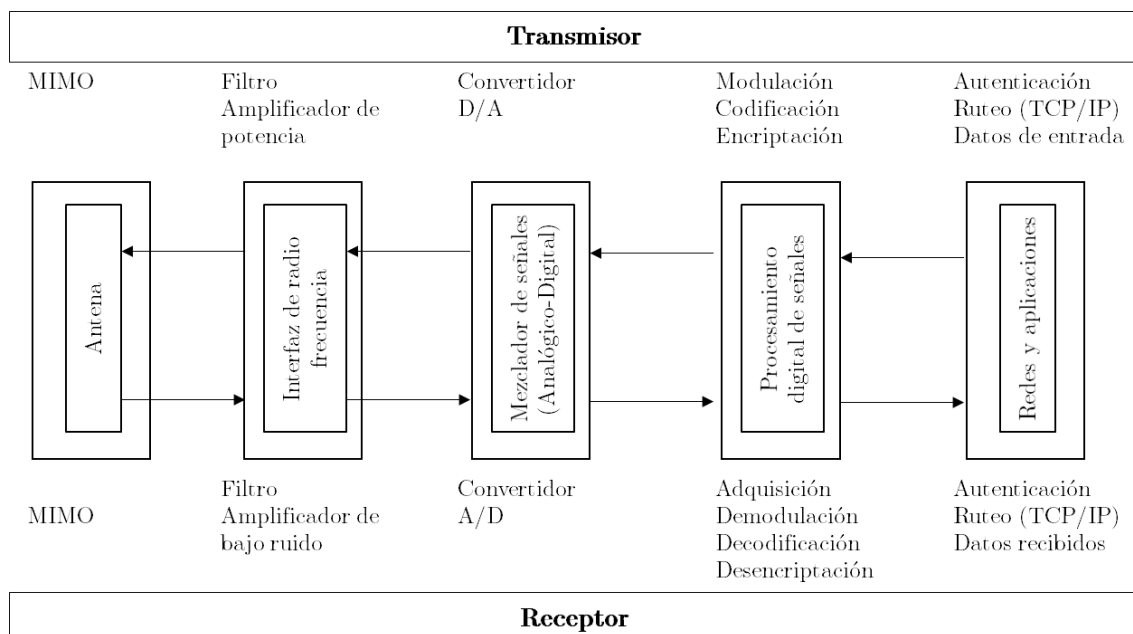 Transmisor
MIMO
Filtro
Amplificador de
potencia
Convertidor
D/A
Modulación
Codificación
Encriptación
Autenticación
Ruteo (TCP/IP)
Datos de entrada
Antena
Interfaz de radio
frecuencia
Mezclador de señales
(Analógico-Digital)
Procesamiento
digital de señales
Redes y aplicaciones
MIMO
Filtro
Amplificador de
bajo ruido
Convertidor
A/D
Adquisición
Demodulación
Decodificación
Desencriptación
Autenticación
Ruteo (TCP/IP)
Datos recibidos
Receptor